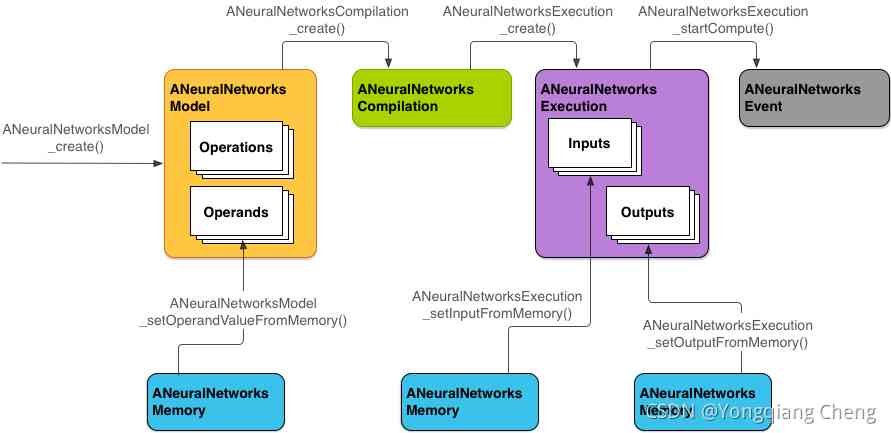 ANeuralNetworksCompilation
_create()
ANeuralNetworksExecution
_create()
ANeuralNetworksExecution
_startCompute()
ANeuralNetworks
Model
ANeuralNetworks
Compilation
ANeuralNetworks
Execution
ANeuralNetworks
Event
ANeuralNetworksModel
_create()
Operations
Operands
Inputs
Outputs
ANeuralNetworksModel
_setOperandValueFromMemory()
ANeuralNetworksExecution
_setInputFromMemory()
ANeuralNetworksExecution
_setOutputFromMemory()
ANeuralNetworks
Memory
ANeuralNetworks
Memory
ANeuralNetworks
Memory
CSDN @Yongqiang Cheng